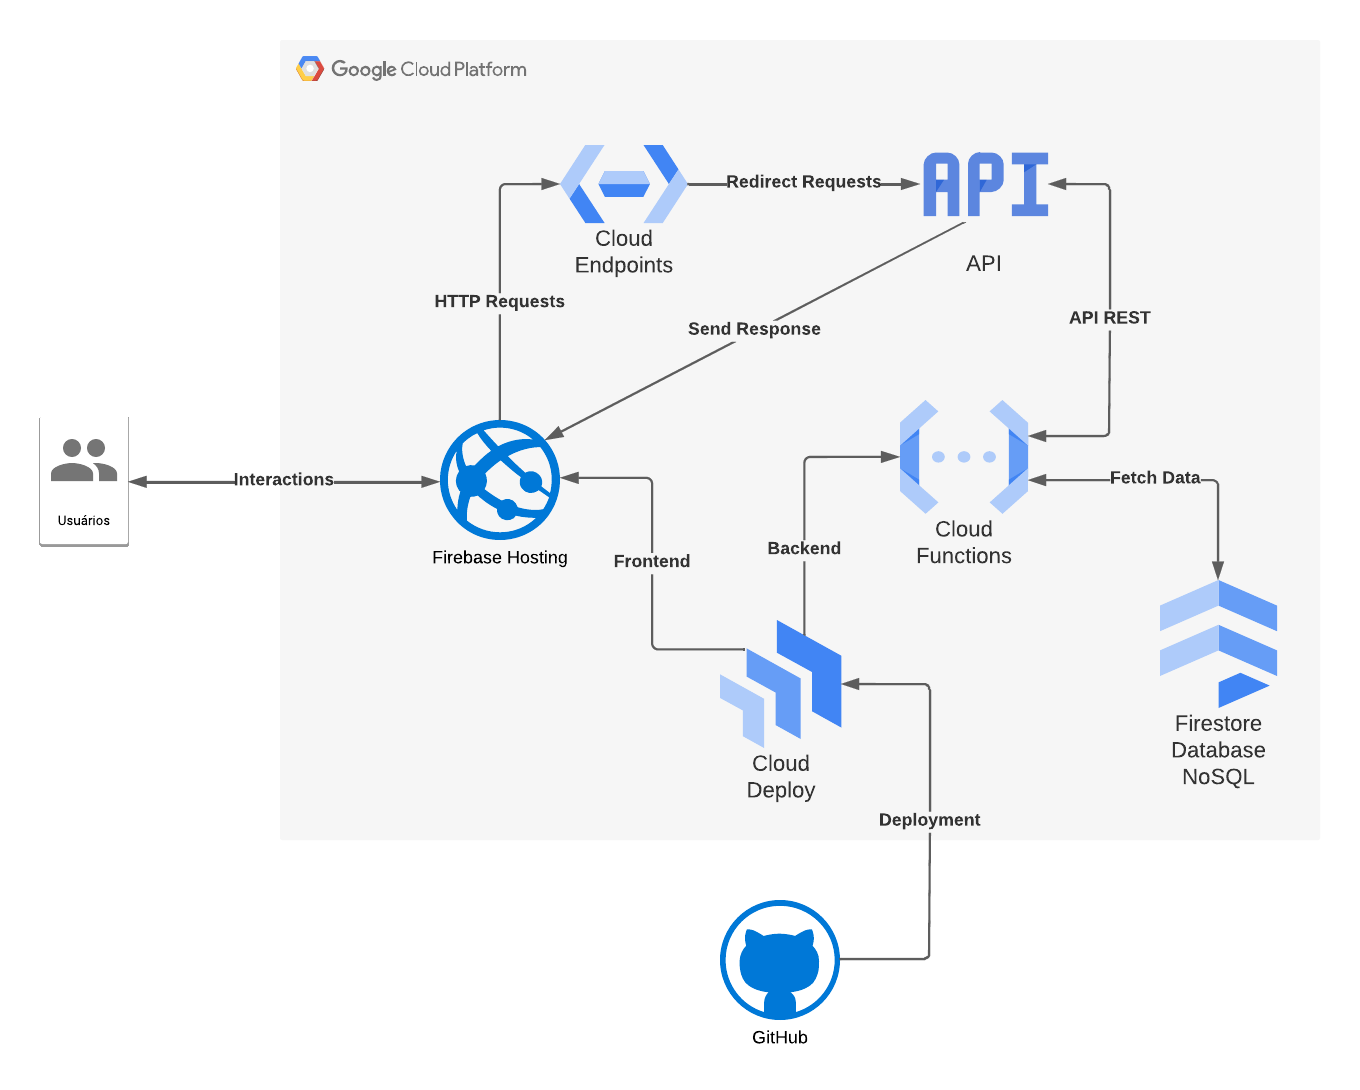 Google Cloud Platform
Redirect Requests
Cloud
Endpoints
API
API
HTTP Requests
Send Response
API REST
Interactions
Usuários
Firebase Hosting
Fetch Data
Cloud
Functions
Frontend
Backend
Firestore
Database
NoSQL
Cloud
Deploy
Deployment
GitHub